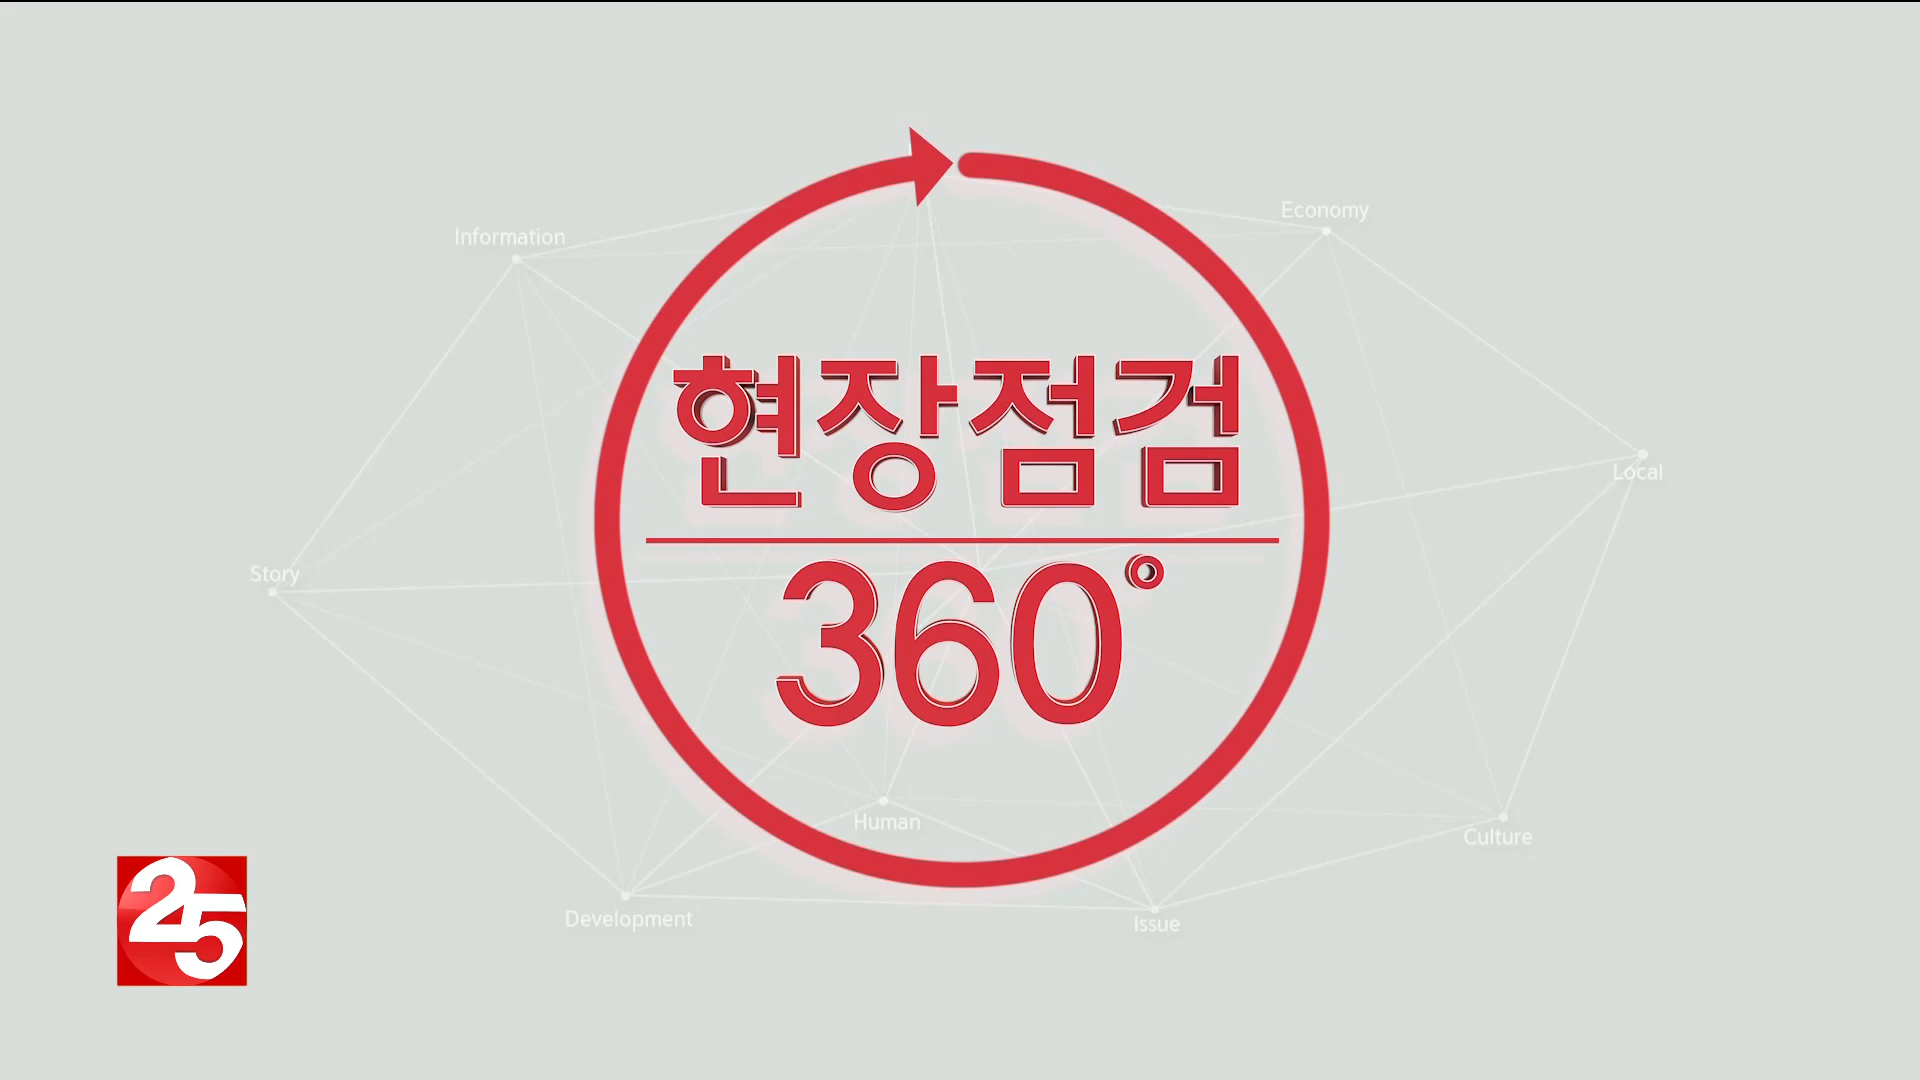 Economy
Information
현장점검
Local
360°
Story
Human
Culture
Development
Issue
25